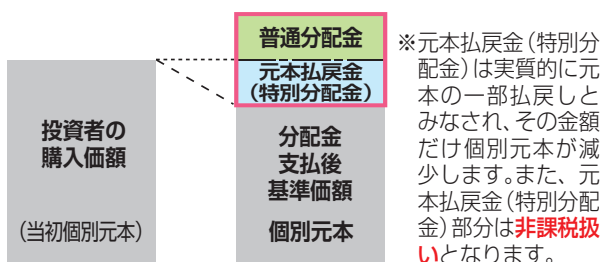 普通分配金
元本払戻金
(特別分配金)
投資者の
購入価額
(当初個別元本)
分配金
支払後
基準価額
個別元本
※元本払戻金(特別分
配金)は実質的に元
本の一部払戻しと
みなされ、その金額
だけ個別元本が減
少します。また、元
本払戻金(特別分配
金)部分は非課税扱
いとなります。